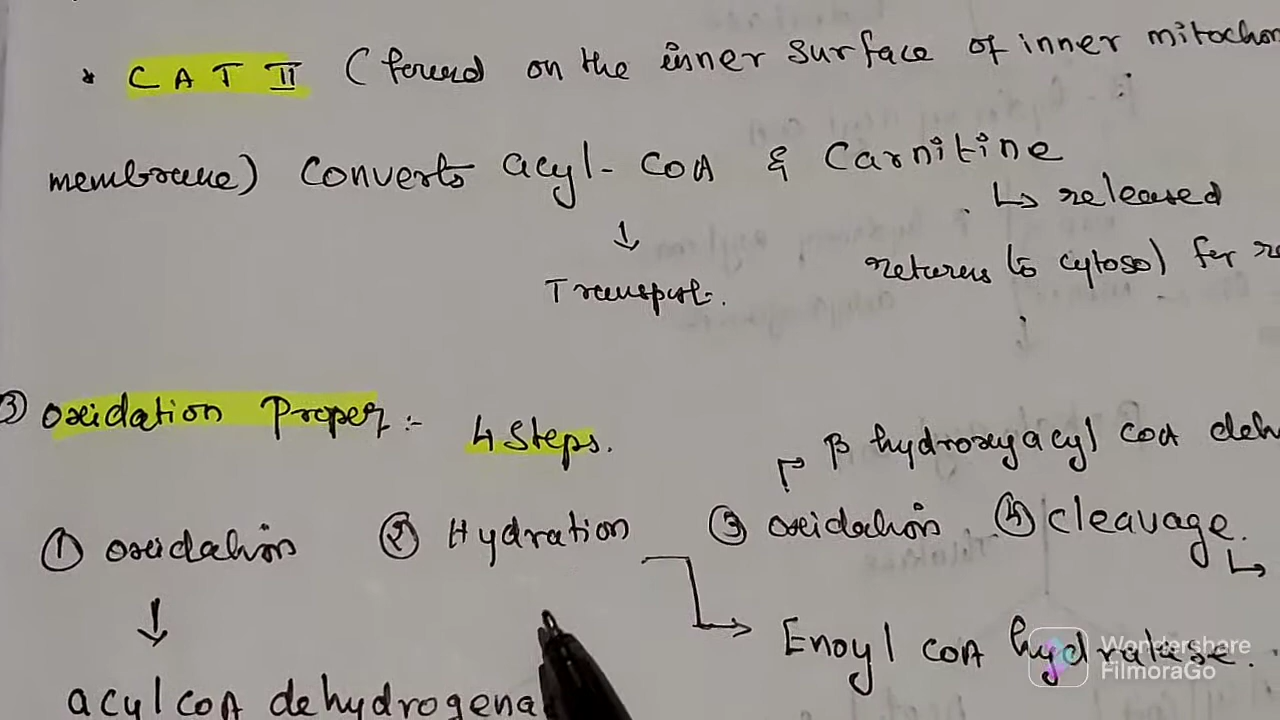 * CAT II (found on the inner surface of inner mitochon
membrane) Converts acyl-CoA & Carnitine
↳ released
↓
Transport.
returns to cytosol for re
③ Oxidation Proper :- 4 Steps.
β hydroxyacyl CoA deh
① Oxidation ② Hydration ③ Oxidation ④ Cleavage.
↓
Enoyl CoA hydratase.
acyl CoA dehydrogena
Wondershare
FilmoraGo